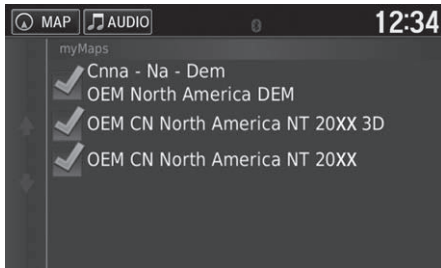 MAP
AUDIO
12:34
myMaps
Cnna - Na - Dem
OEM North America DEM
OEM CN North America NT 20XX 3D
OEM CN North America NT 20XX